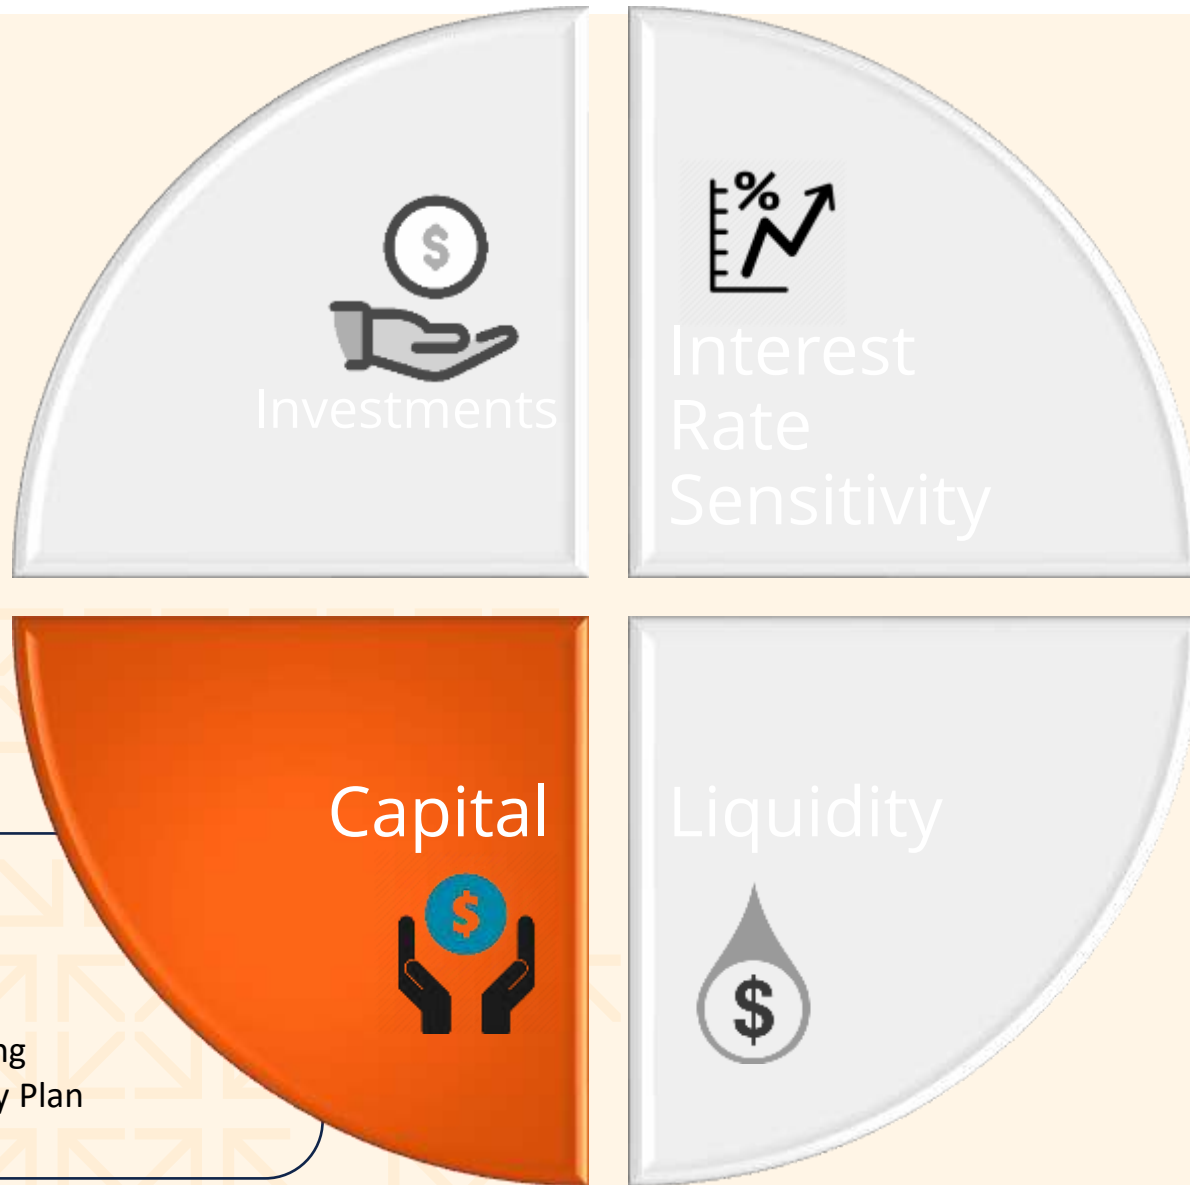 Investments
Interest
Rate
Sensitivity
Capital
Liquidity
ng
y Plan